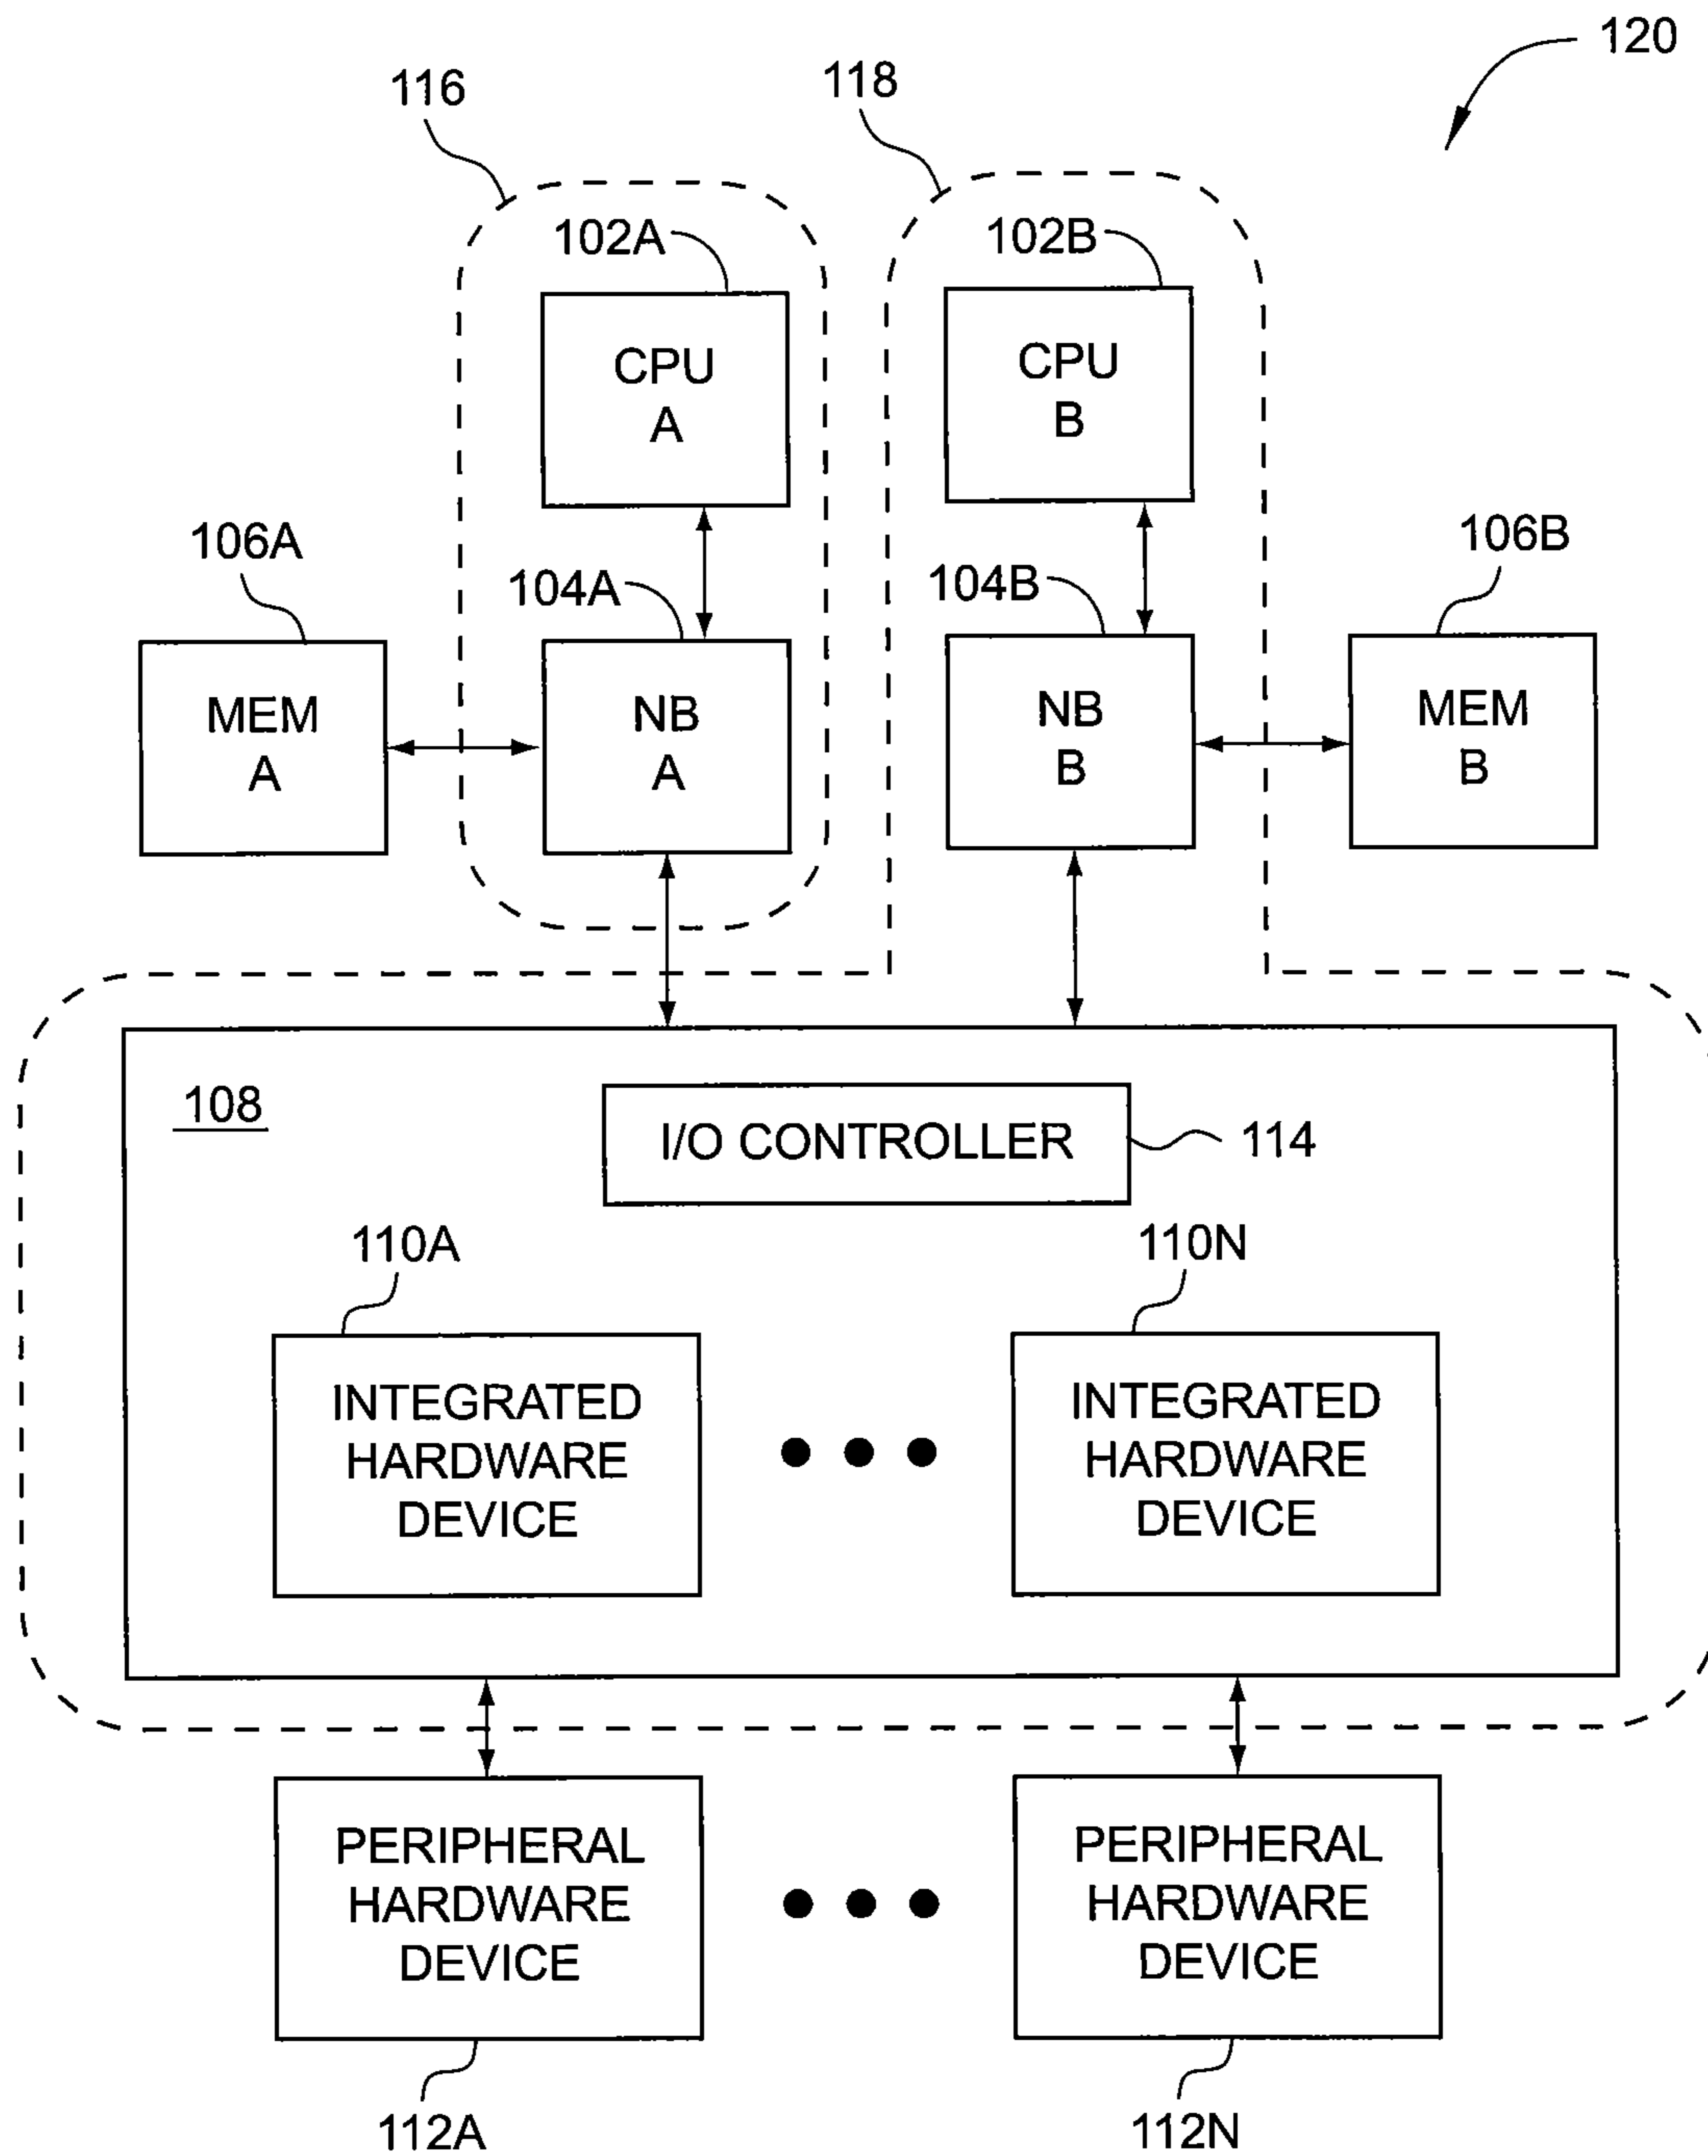 120
116
118
102A
102B
CPU
A
CPU
B
106A
104A
104B
106B
MEM
A
NB
A
NB
B
MEM
B
108
I/O CONTROLLER
114
110A
110N
INTEGRATED
HARDWARE
DEVICE
INTEGRATED
HARDWARE
DEVICE
PERIPHERAL
HARDWARE
DEVICE
PERIPHERAL
HARDWARE
DEVICE
112A
112N